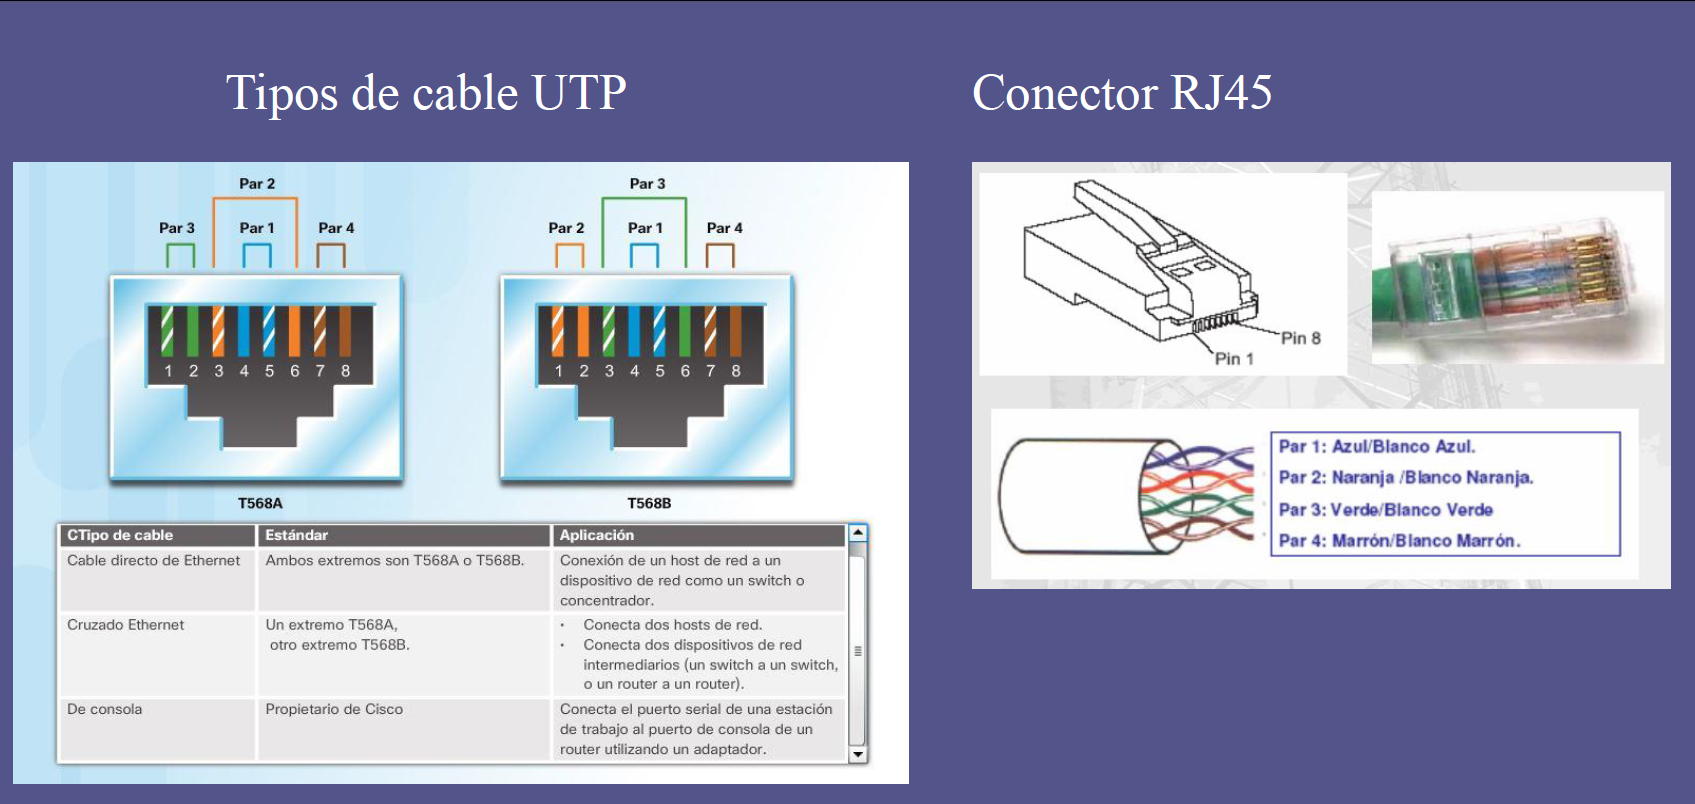 Tipos de cable UTP
Conector RJ45
Par 2
Par 3
Par 1
Par 4
1 2 3 4 5 6 7 8
T568A
Par 3
Par 2
Par 1
Par 4
1 2 3 4 5 6 7 8
T568B
CTipo de cable
Estándar
Aplicación
Cable directo de Ethernet
Ambos extremos son T568A o T568B.
Conexión de un host de red a un
dispositivo de red como un switch o
concentrador.
Cruzado Ethernet
Un extremo T568A,
otro extremo T568B.
• Conecta dos hosts de red.
• Conecta dos dispositivos de red
intermediarios (un switch a un switch,
o un router a un router).
De consola
Propietario de Cisco
Conecta el puerto serial de una estación
de trabajo al puerto de consola de un
router utilizando un adaptador.
Pin 8
Pin 1
Par 1: Azul/Blanco Azul.
Par 2: Naranja /Blanco Naranja.
Par 3: Verde/Blanco Verde
Par 4: Marrón/Blanco Marrón.